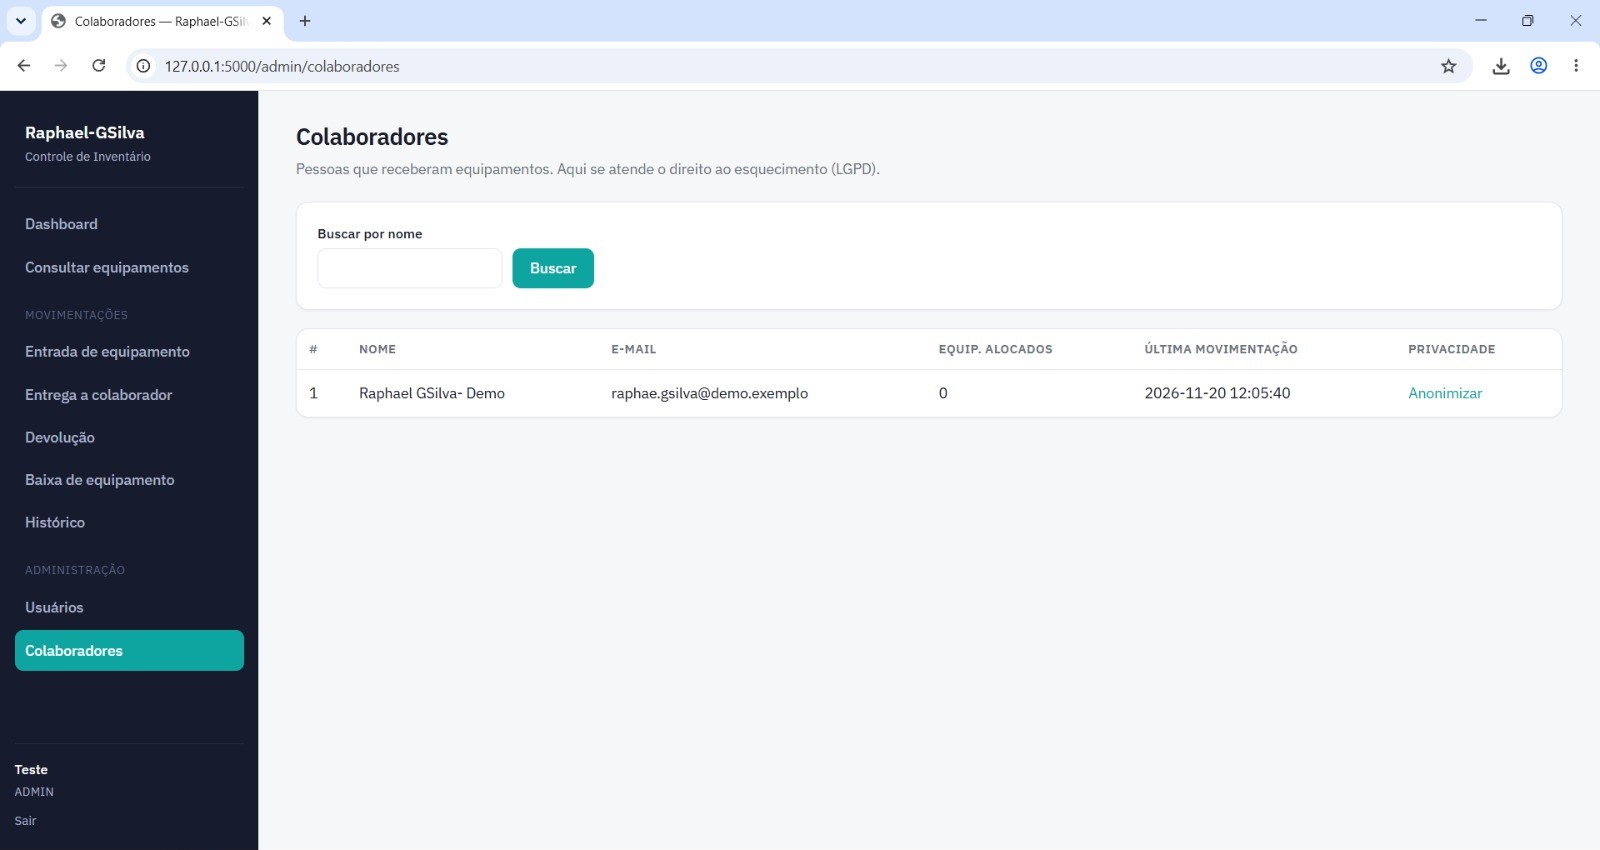 Colaboradores — Raphael-GSil
127.0.0.1:5000/admin/colaboradores
Raphael-GSilva
Controle de Inventário
Dashboard
Consultar equipamentos
MOVIMENTAÇÕES
Entrada de equipamento
Entrega a colaborador
Devolução
Baixa de equipamento
Histórico
ADMINISTRAÇÃO
Usuários
Colaboradores
Teste
ADMIN
Sair
Colaboradores
Pessoas que receberam equipamentos. Aqui se atende o direito ao esquecimento (LGPD).
Buscar por nome
Buscar
# NOME E-MAIL EQUIP. ALOCADOS ÚLTIMA MOVIMENTAÇÃO PRIVACIDADE
1 Raphael GSilva- Demo raphae.gsilva@demo.exemplo 0 2026-11-20 12:05:40 Anonimizar